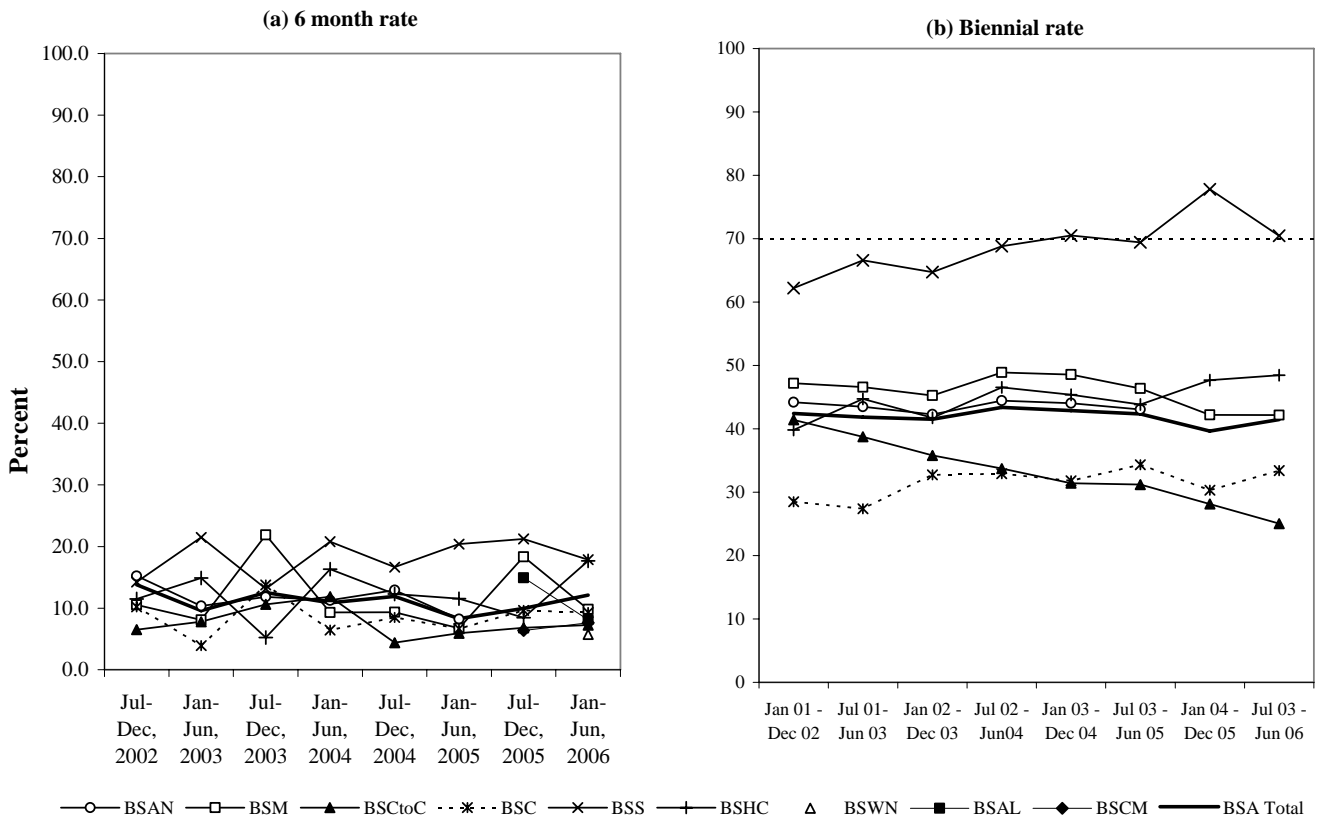 (a) 6 month rate
100.0
90.0
80.0
70.0
60.0
50.0
40.0
30.0
20.0
10.0
0.0
Percent
Jul-Dec, 2002
Jan-Jun, 2003
Jul-Dec, 2003
Jan-Jun, 2004
Jul-Dec, 2004
Jan-Jun, 2005
Jul-Dec, 2005
Jan-Jun, 2006
(b) Biennial rate
100
90
80
70
60
50
40
30
20
10
0
Jan 01 - Dec 02
Jul 01- Jun 03
Jan 02 - Dec 03
Jul 02 - Jun04
Jan 03 - Dec 04
Jul 03 - Jun 05
Jan 04 - Dec 05
Jul 03 - Jun 06
BSAN BSM BSCtoC BSC BSS BSHC BSWN BSAL BSCM BSA Total